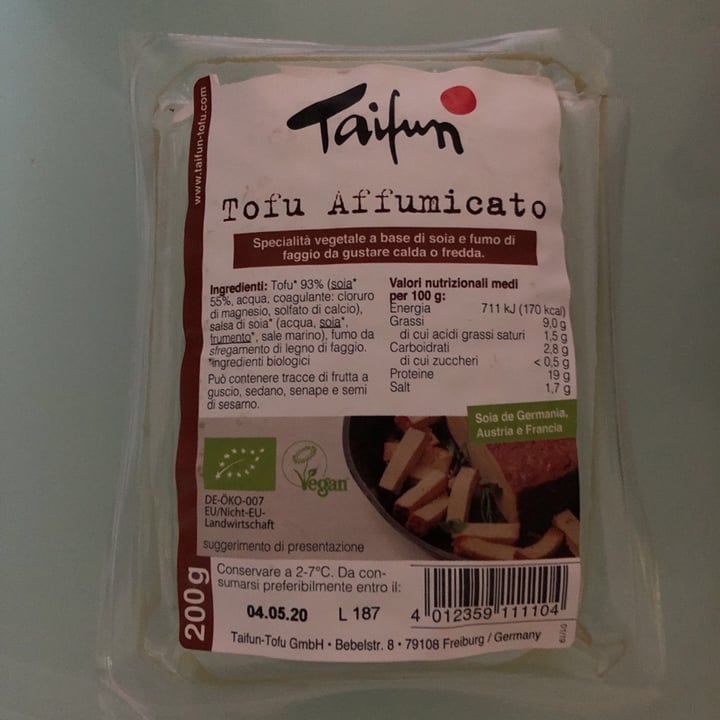 www.taifun-tofu.com
Taifun
Tofu Affumicato
Specialità vegetale a base di soia e fumo di
faggio da gustare calda o fredda.
Ingredienti: Tofu* 93% (soia*
55%, acqua, coagulante: cloruro
di magnesio, solfato di calcio),
salsa di soia* (acqua, soia*,
frumento*, sale marino), fumo da
sfregamento di legno di faggio.
*ingredienti biologici
Può contenere tracce di frutta a
guscio, sedano, senape e semi
di sesamo.
Valori nutrizionali medi
per 100 g:
Energia 711 kJ (170 kcal)
Grassi 9,0 g
di cui acidi grassi saturi 1,5 g
Carboidrati 2,8 g
di cui zuccheri < 0,5 g
Proteine 19 g
Salt 1,7 g
Soia de Germania,
Austria e Francia
Vegan
DE-ÖKO-007
EU/Nicht-EU-
Landwirtschaft
suggerimento di presentazione
200g
Conservare a 2-7°C. Da con-
sumarsi preferibilmente entro il:
04.05.20 L 187
4 012359 111104
01/19
Taifun-Tofu GmbH • Bebelstr. 8 • 79108 Freiburg / Germany